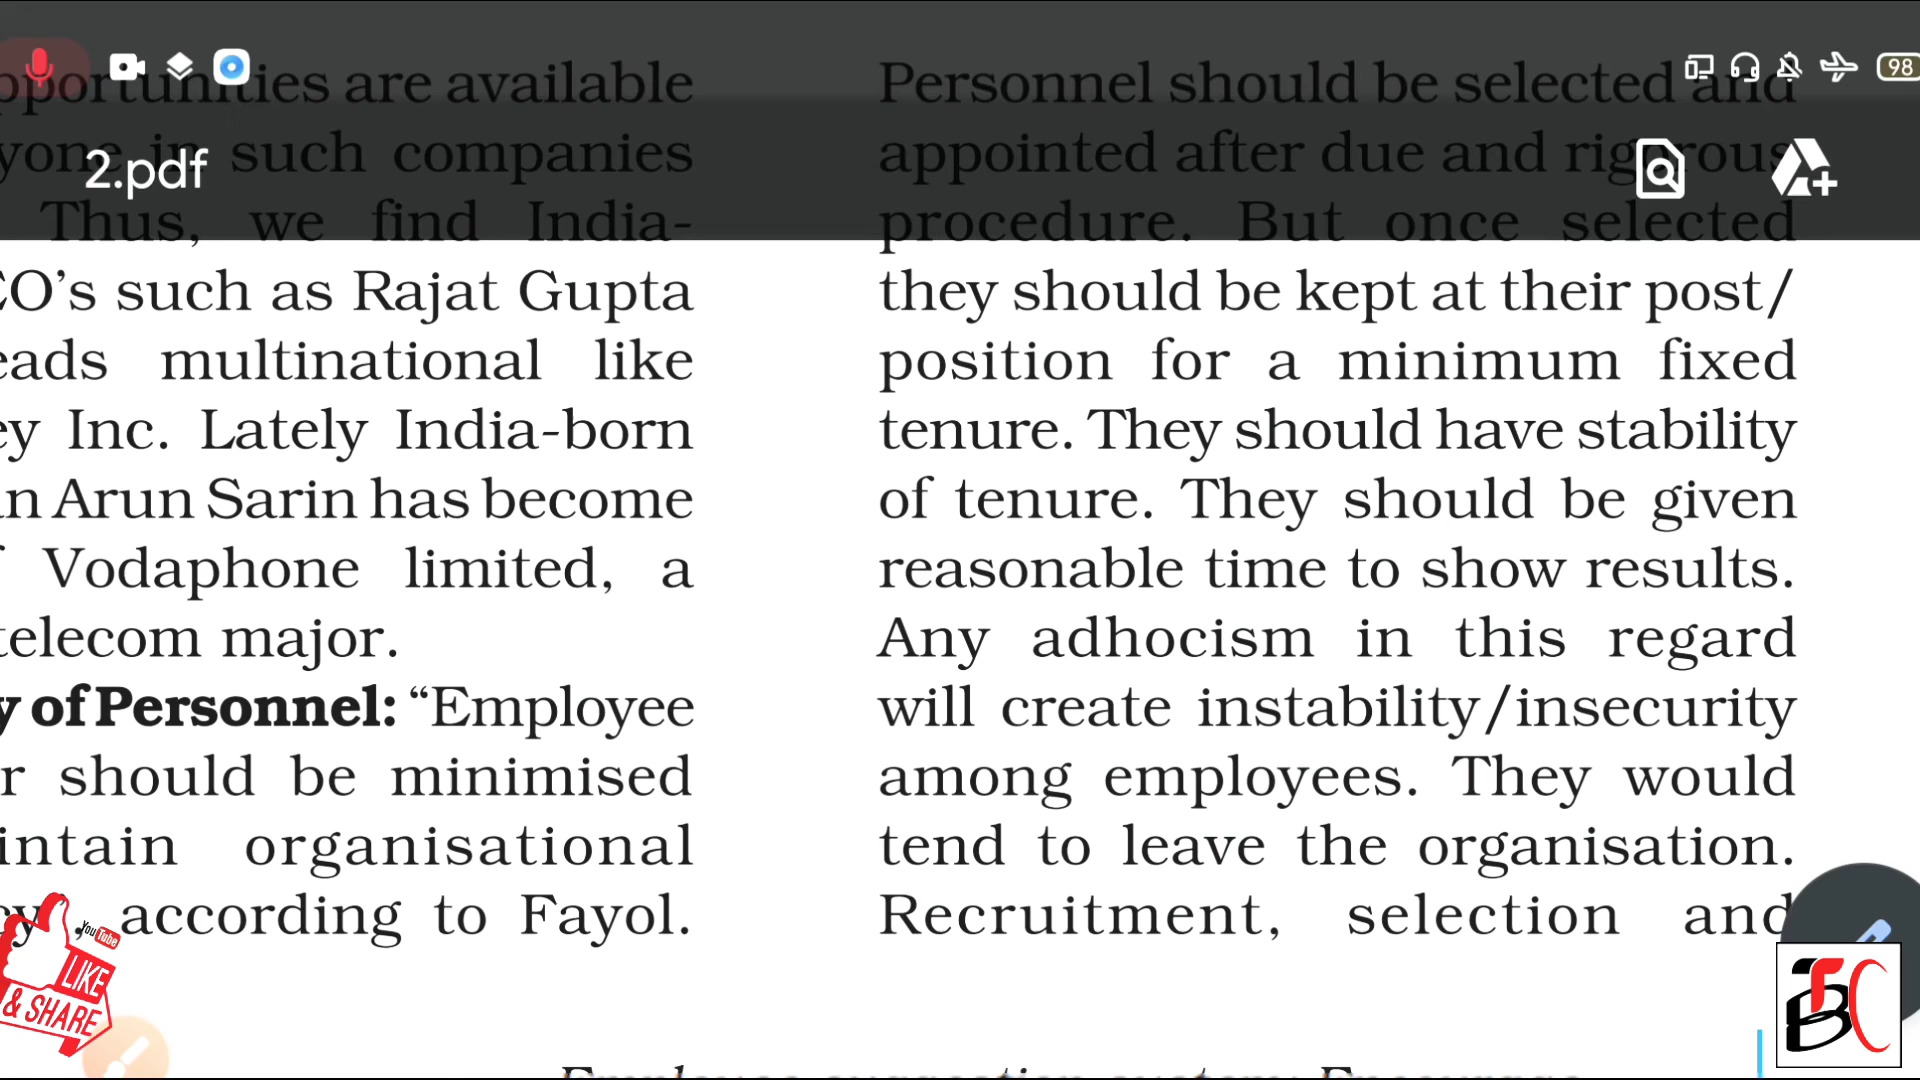 98
2.pdf
opportunities are available
in such companies
Thus, we find India-
CEO's such as Rajat Gupta
multinational like
Inc. Lately India-born
Arun Sarin has become
Vodaphone limited, a
telecom major.
of Personnel: “Employee
should be minimised
organisational
according to Fayol.
Personnel should be selected and
appointed after due and rigorous
procedure. But once selected
they should be kept at their post/
position for a minimum fixed
tenure. They should have stability
of tenure. They should be given
reasonable time to show results.
Any adhocism in this regard
will create instability/insecurity
among employees. They would
tend to leave the organisation.
Recruitment, selection and
YouTube
LIKE
& SHARE